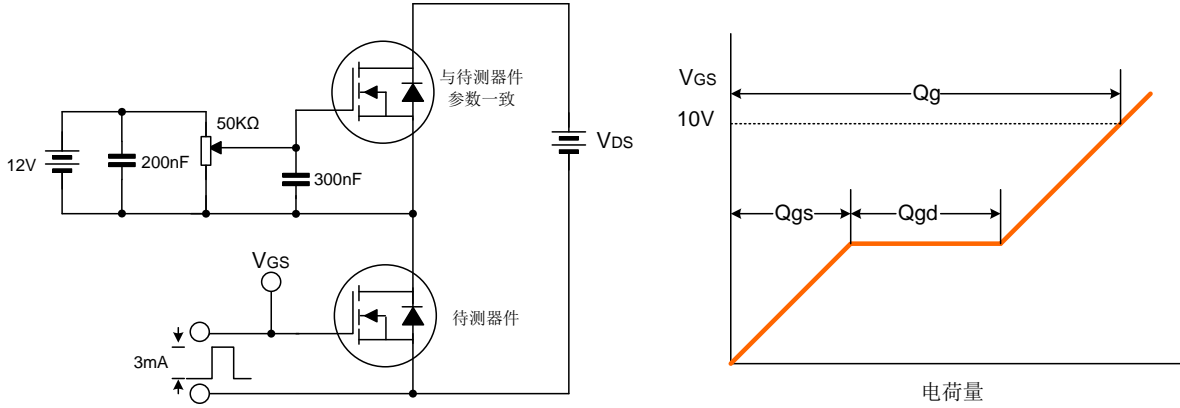 与待测器件
参数一致
50KΩ
12V
200nF
300nF
VDS
VGS
待测器件
3mA
VGS
10V
Qg
Qgs
Qgd
电荷量